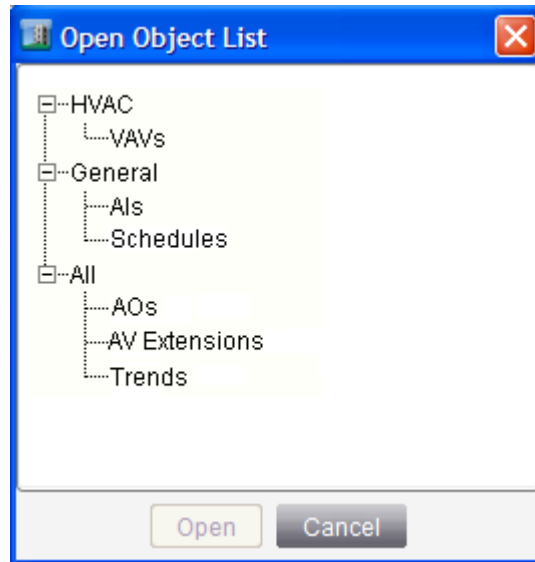 Open Object List
HVAC
VAVs
General
AIs
Schedules
All
AOs
AV Extensions
Trends
Open Cancel